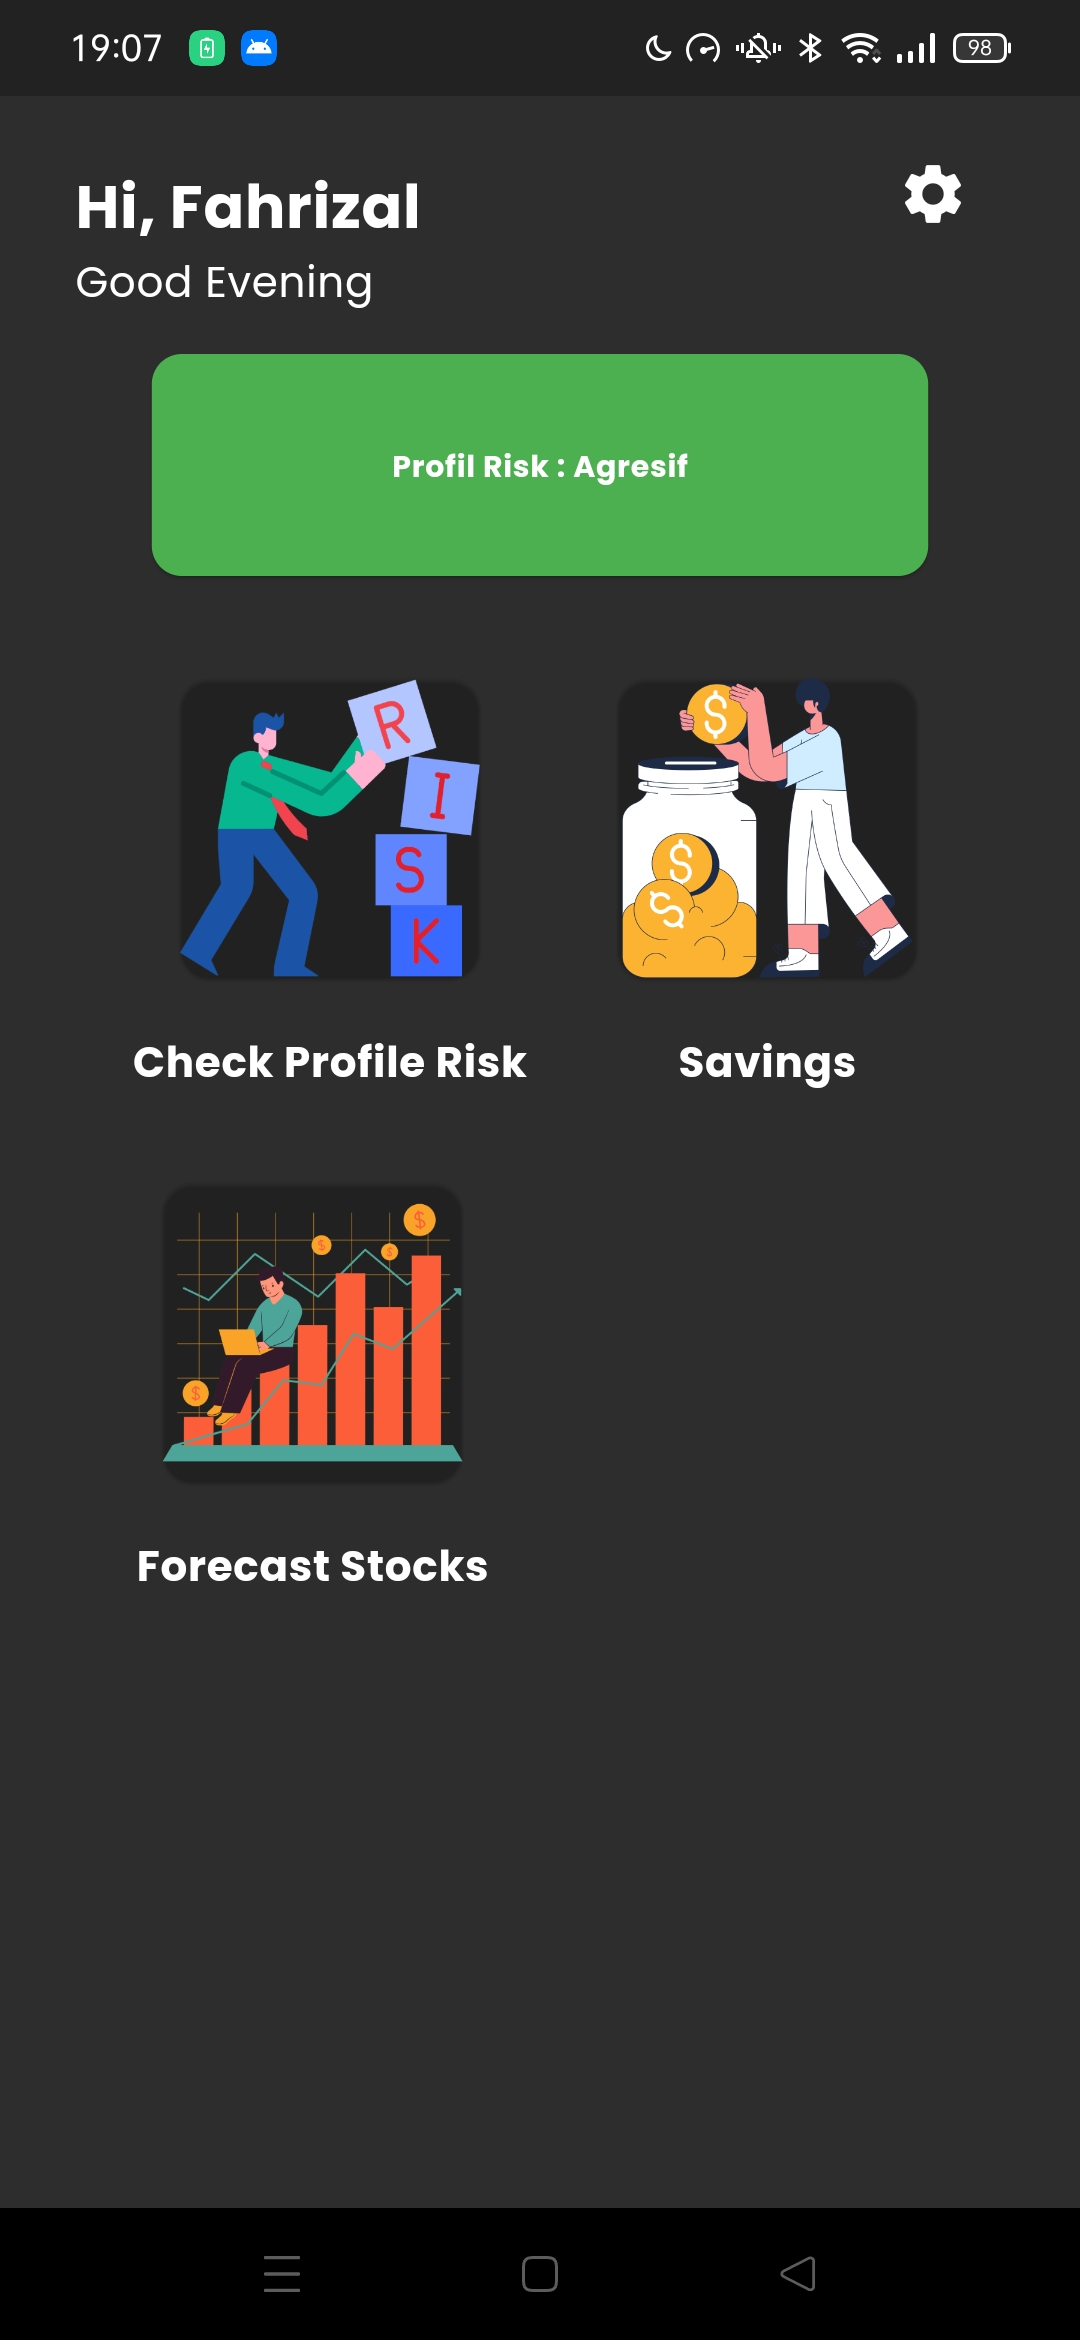 19:07
98
Hi, Fahrizal
Good Evening
Profil Risk : Agresif
R
I
S
K
$
$
$
Check Profile Risk
Savings
$
$
$
$
Forecast Stocks